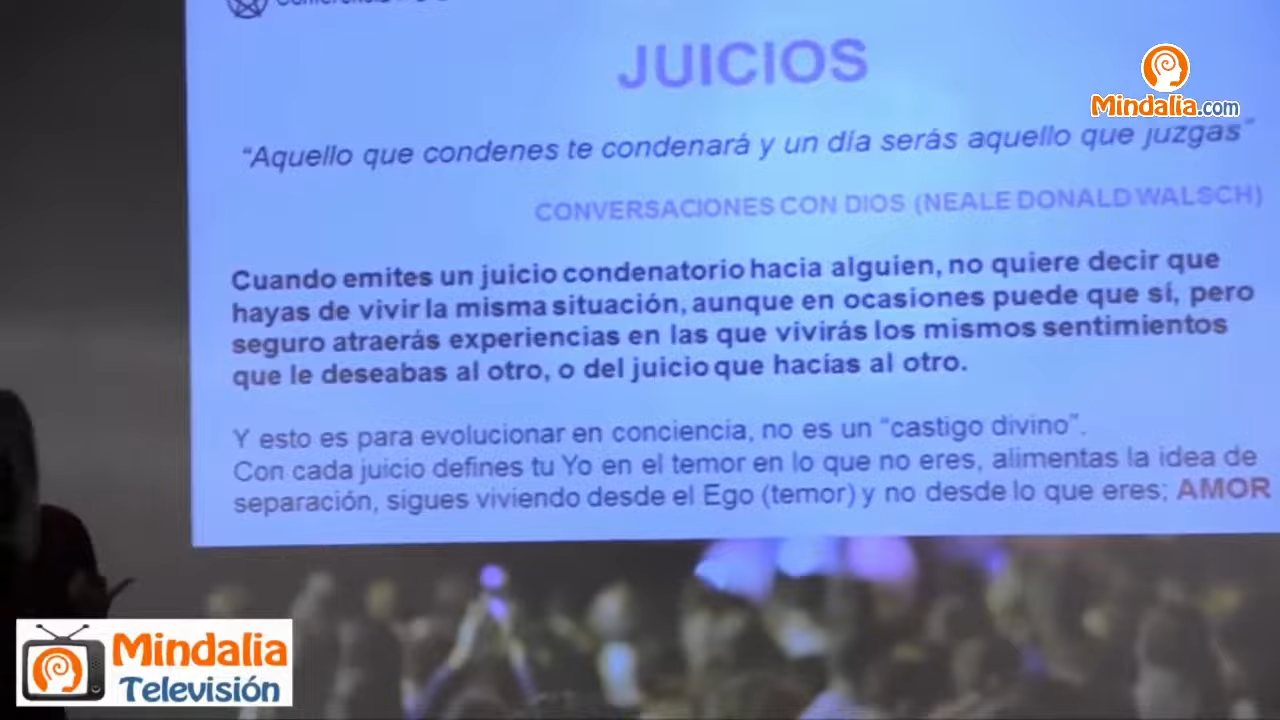 JUICIOS
Mindalia.com
“Aquello que condenes te condenará y un día serás aquello que juzgas”
CONVERSACIONES CON DIOS (NEALE DONALD WALSCH)
Cuando emites un juicio condenatorio hacia alguien, no quiere decir que
hayas de vivir la misma situación, aunque en ocasiones puede que sí, pero
seguro atraerás experiencias en las que vivirás los mismos sentimientos
que le deseabas al otro, o del juicio que hacías al otro.
Y esto es para evolucionar en conciencia, no es un “castigo divino”.
Con cada juicio defines tu Yo en el temor en lo que no eres, alimentas la idea de
separación, sigues viviendo desde el Ego (temor) y no desde lo que eres; AMOR
Mindalia
Televisión